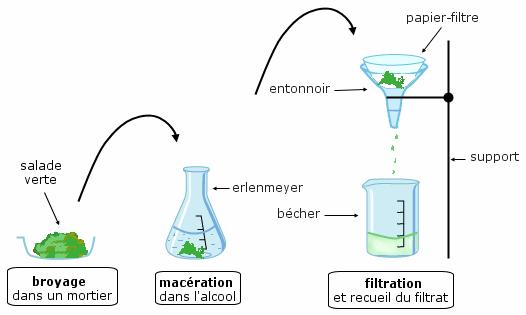 papier-filtre
entonnoir
support
salade
verte
erlenmeyer
bécher
broyage
dans un mortier
macération
dans l'alcool
filtration
et recueil du filtrat